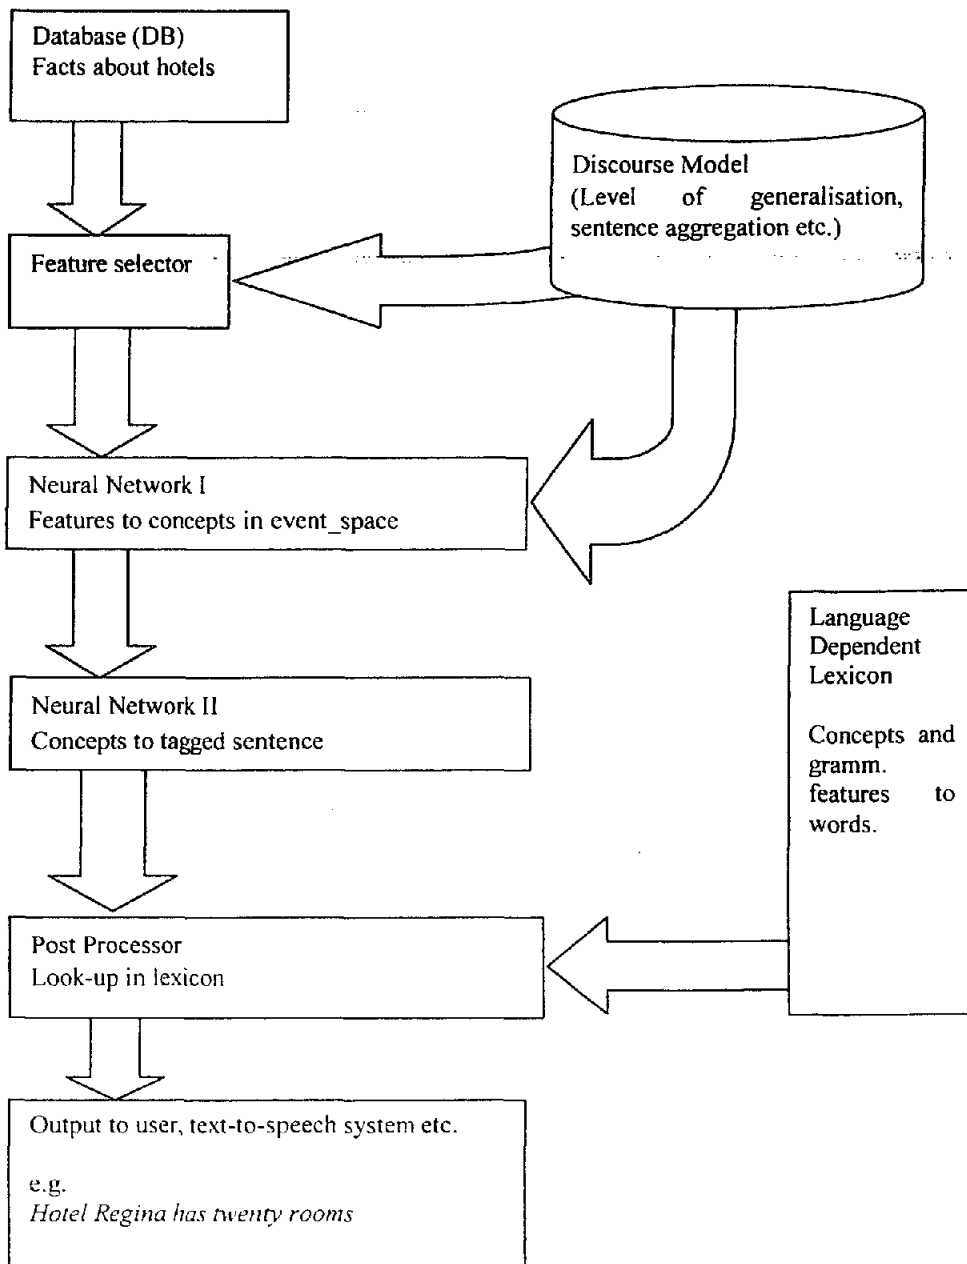 Database (DB)
Facts about hotels
Discourse Model
(Level of generalisation,
sentence aggregation etc.)
Feature selector
Neural Network I
Features to concepts in event_space
Language
Dependent
Lexicon
Concepts and
gramm.
features to
words.
Neural Network II
Concepts to tagged sentence
Post Processor
Look-up in lexicon
Output to user, text-to-speech system etc.
e.g.
Hotel Regina has twenty rooms